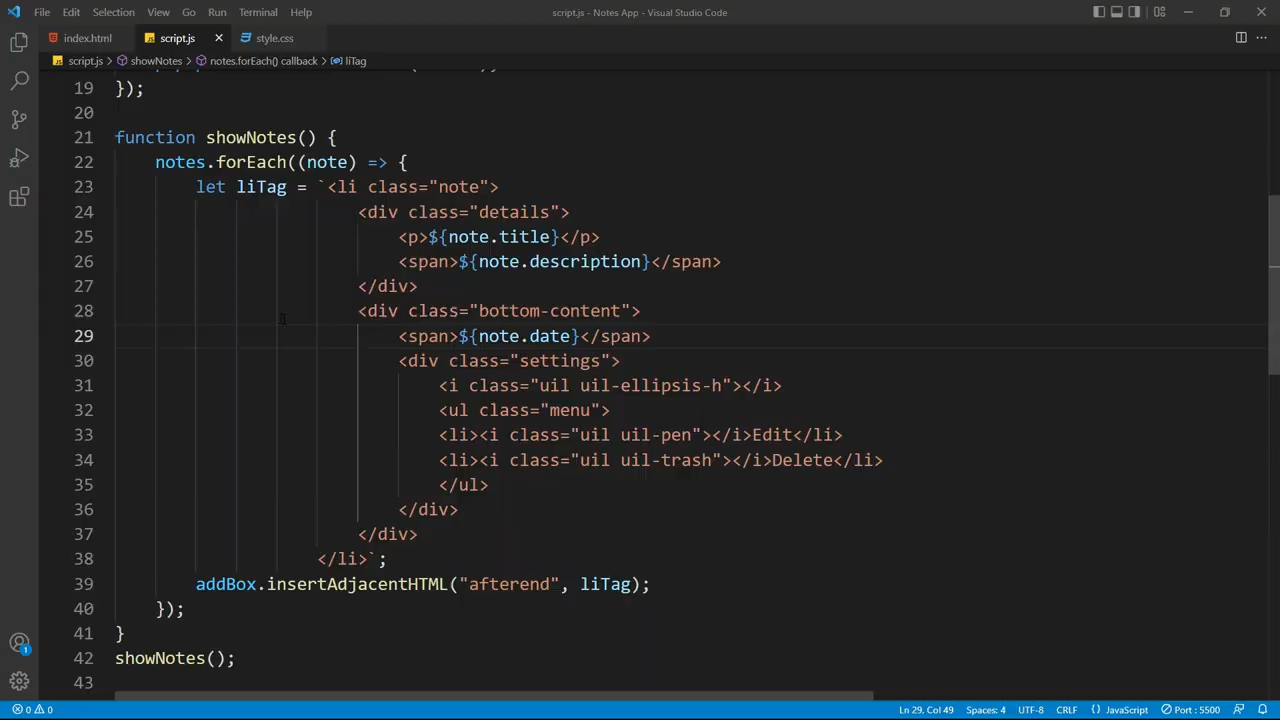 File Edit Selection View Go Run Terminal Help script.js - Notes App - Visual Studio Code
index.html script.js style.css
script.js > showNotes > notes.forEach() callback > liTag
19 });
20
21 function showNotes() {
22 notes.forEach((note) => {
23 let liTag = `<li class="note">
24 <div class="details">
25 <p>${note.title}</p>
26 <span>${note.description}</span>
27 </div>
28 <div class="bottom-content">
29 <span>${note.date}</span>
30 <div class="settings">
31 <i class="uil uil-ellipsis-h"></i>
32 <ul class="menu">
33 <li><i class="uil uil-pen"></i>Edit</li>
34 <li><i class="uil uil-trash"></i>Delete</li>
35 </ul>
36 </div>
37 </div>
38 </li>`;
39 addBox.insertAdjacentHTML("afterend", liTag);
40 });
41 }
42 showNotes();
43
0 0 Ln 29, Col 49 Spaces: 4 UTF-8 CRLF {} JavaScript Port : 5500